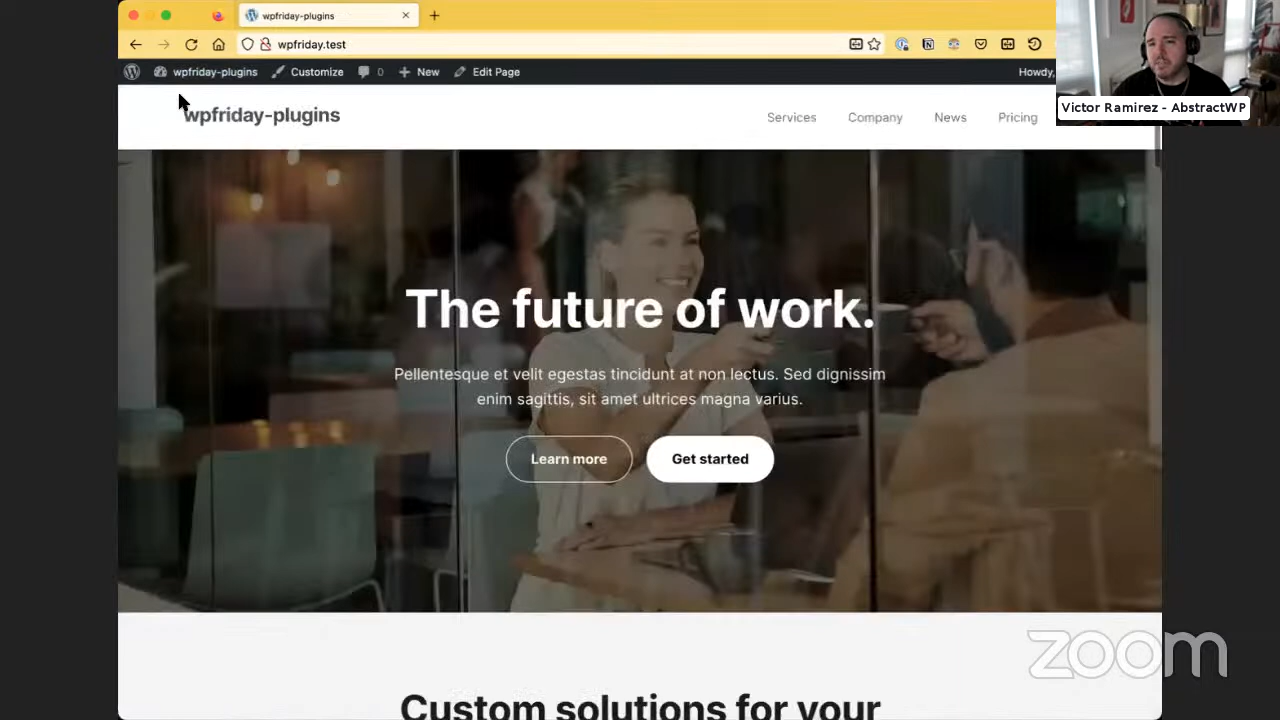 wpfriday-plugins
wpfriday.test
wpfriday-plugins
Customize
0
New
Edit Page
Howdy,
Victor Ramirez - AbstractWP
wpfriday-plugins
Services
Company
News
Pricing
The future of work.
Pellentesque et velit egestas tincidunt at non lectus. Sed dignissim
enim sagittis, sit amet ultrices magna varius.
Learn more
Get started
Custom solutions for your
zoom